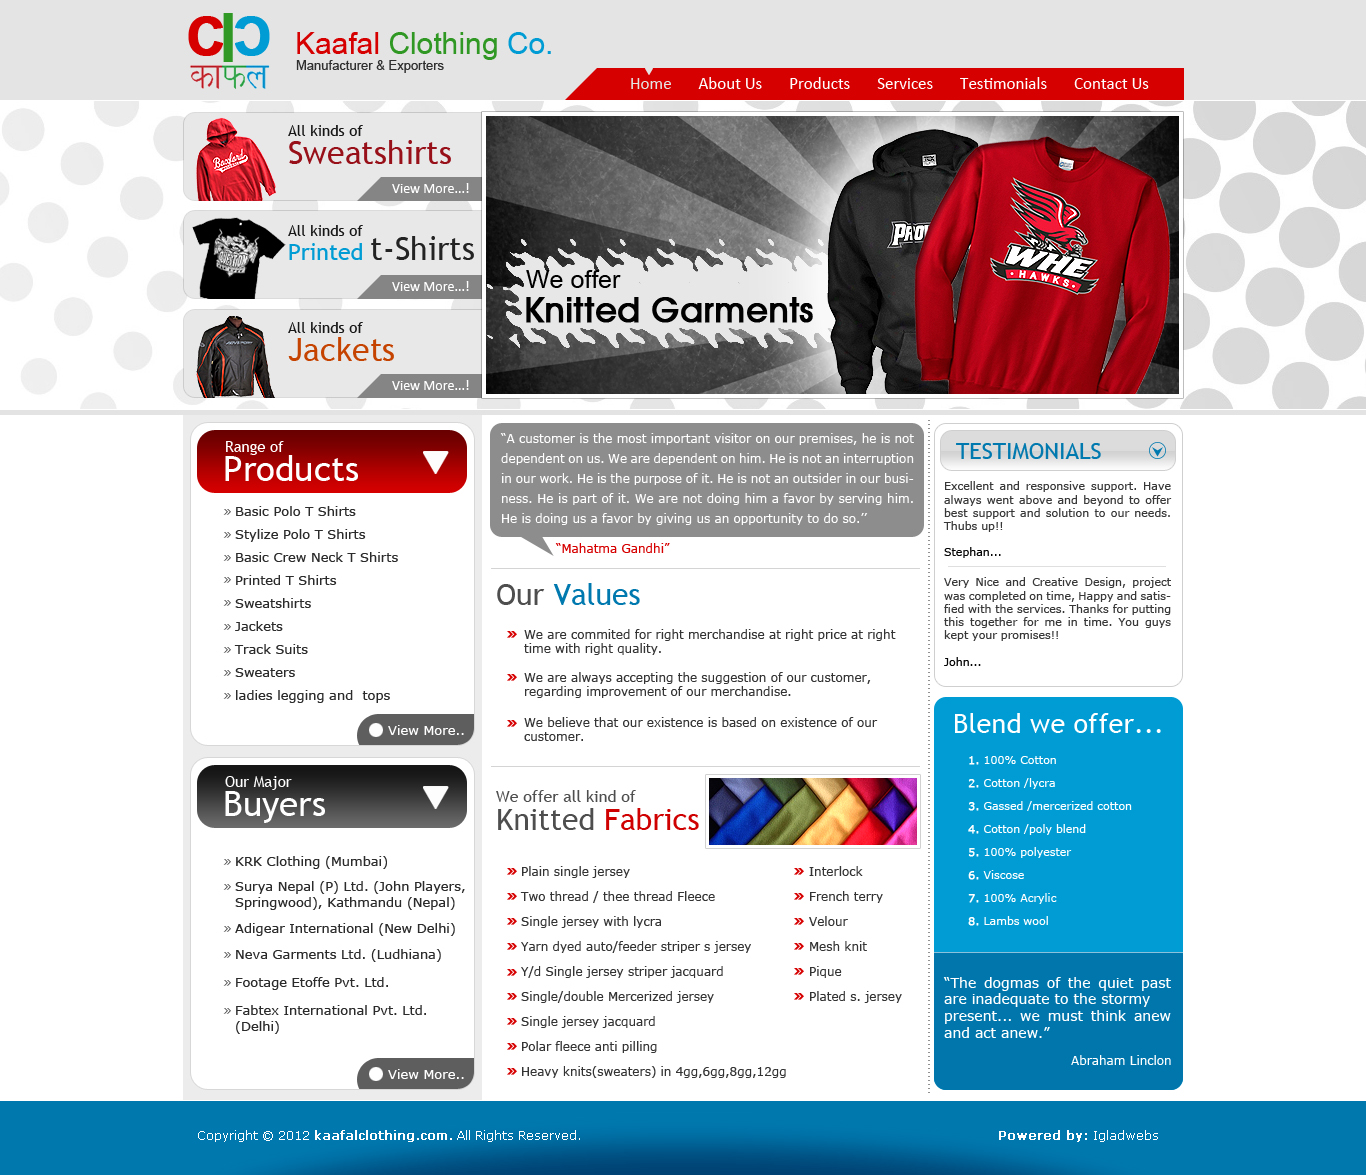 काफल
Kaafal Clothing Co.
Manufacturer & Exporters
Home About Us Products Services Testimonials Contact Us
All kinds of
Sweatshirts
View More...!
All kinds of
Printed t-Shirts
View More...!
All kinds of
Jackets
View More...!
We offer
Knitted Garments
WHE
HAWKS
Range of
Products
» Basic Polo T Shirts
» Stylize Polo T Shirts
» Basic Crew Neck T Shirts
» Printed T Shirts
» Sweatshirts
» Jackets
» Track Suits
» Sweaters
» ladies legging and  tops
View More..
Our Major
Buyers
» KRK Clothing (Mumbai)
» Surya Nepal (P) Ltd. (John Players,
Springwood), Kathmandu (Nepal)
» Adigear International (New Delhi)
» Neva Garments Ltd. (Ludhiana)
» Footage Etoffe Pvt. Ltd.
» Fabtex International Pvt. Ltd.
(Delhi)
View More..
“A customer is the most important visitor on our premises, he is not
dependent on us. We are dependent on him. He is not an interruption
in our work. He is the purpose of it. He is not an outsider in our busi-
ness. He is part of it. We are not doing him a favor by serving him.
He is doing us a favor by giving us an opportunity to do so.’’
“Mahatma Gandhi”
Our Values
» We are commited for right merchandise at right price at right
time with right quality.
» We are always accepting the suggestion of our customer,
regarding improvement of our merchandise.
» We believe that our existence is based on existence of our
customer.
We offer all kind of
Knitted Fabrics
» Plain single jersey
» Two thread / thee thread Fleece
» Single jersey with lycra
» Yarn dyed auto/feeder striper s jersey
» Y/d Single jersey striper jacquard
» Single/double Mercerized jersey
» Single jersey jacquard
» Polar fleece anti pilling
» Heavy knits(sweaters) in 4gg,6gg,8gg,12gg
» Interlock
» French terry
» Velour
» Mesh knit
» Pique
» Plated s. jersey
TESTIMONIALS
Excellent and responsive support. Have
always went above and beyond to offer
best support and solution to our needs.
Thubs up!!
Stephan...
Very Nice and Creative Design, project
was completed on time, Happy and satis-
fied with the services. Thanks for putting
this together for me in time. You guys
kept your promises!!
John...
Blend we offer...
1. 100% Cotton
2. Cotton /lycra
3. Gassed /mercerized cotton
4. Cotton /poly blend
5. 100% polyester
6. Viscose
7. 100% Acrylic
8. Lambs wool
“The dogmas of the quiet past
are inadequate to the stormy
present... we must think anew
and act anew.”
Abraham Linclon
Copyright © 2012 kaafalclothing.com. All Rights Reserved.
Powered by: Igladwebs